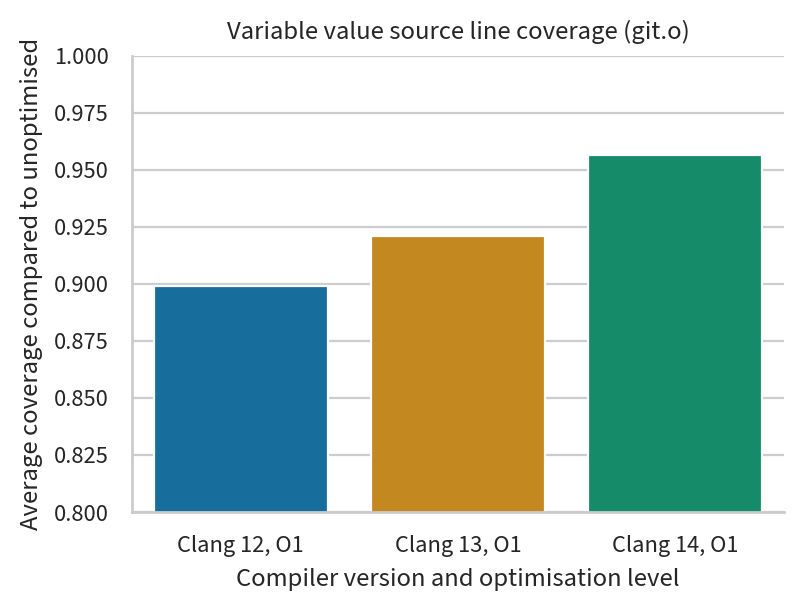 Variable value source line coverage (git.o)
Average coverage compared to unoptimised
1.000
0.975
0.950
0.925
0.900
0.875
0.850
0.825
0.800
Clang 12, O1
Clang 13, O1
Clang 14, O1
Compiler version and optimisation level